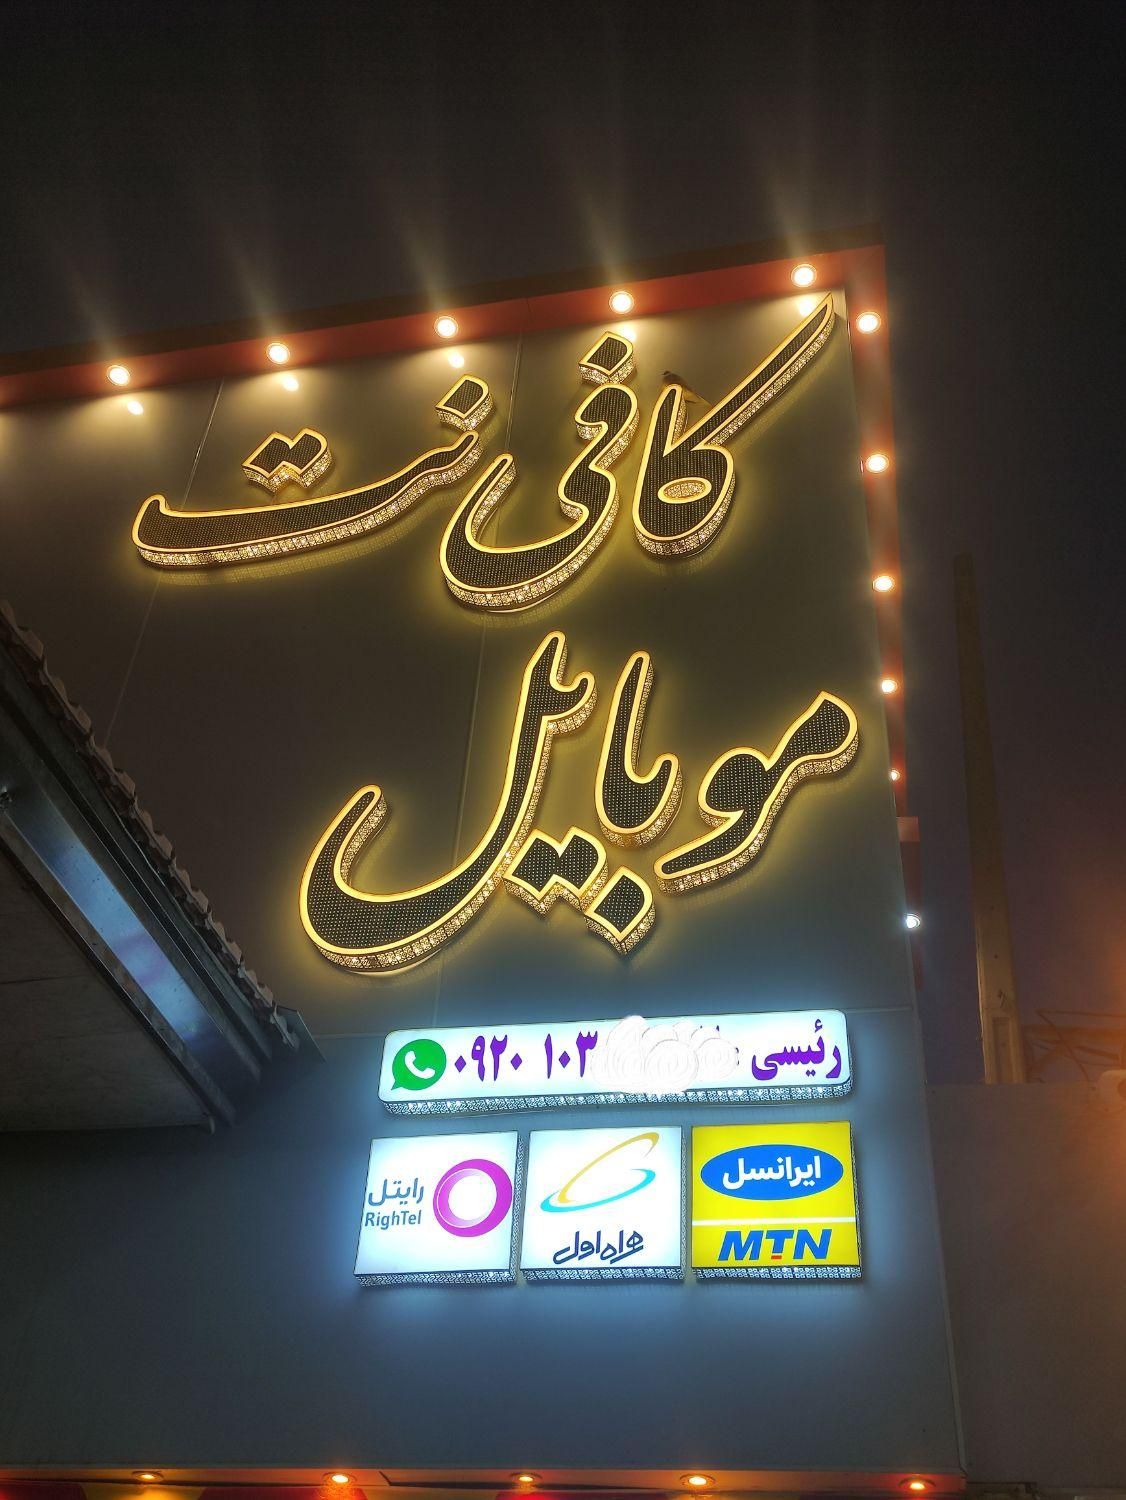 کافی نت
موبایل
رئیسی ۰۹۲۰ ۱۰۳
ایرانسل
MTN
همراه اول
رایتل
RighTel